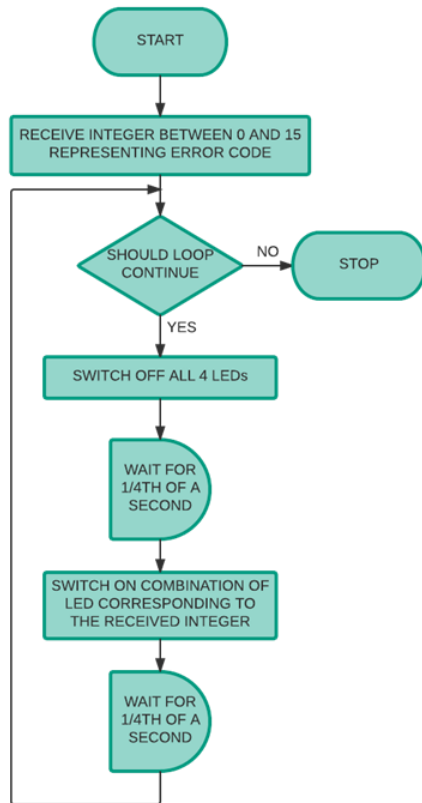 START
RECEIVE INTEGER BETWEEN 0 AND 15
REPRESENTING ERROR CODE
SHOULD LOOP
CONTINUE
NO
STOP
YES
SWITCH OFF ALL 4 LEDs
WAIT FOR
1/4TH OF A
SECOND
SWITCH ON COMBINATION OF
LED CORRESPONDING TO
THE RECEIVED INTEGER
WAIT FOR
1/4TH OF A
SECOND